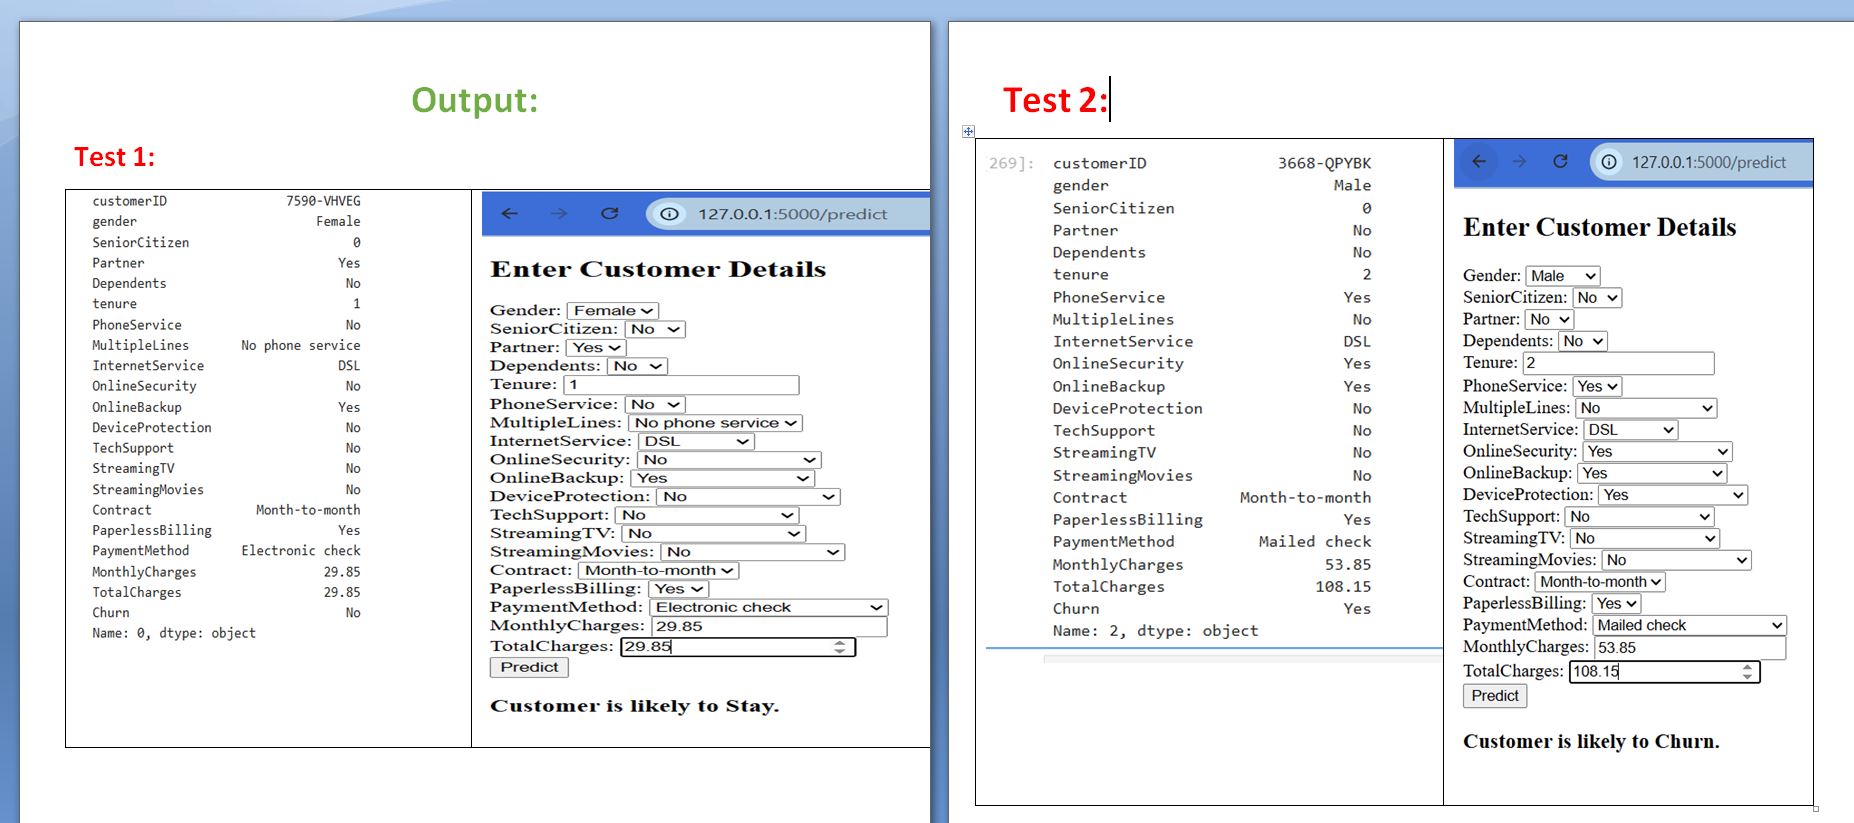 Output:
Test 1:
customerID 7590-VHVEG
gender Female
SeniorCitizen 0
Partner Yes
Dependents No
tenure 1
PhoneService No
MultipleLines No phone service
InternetService DSL
OnlineSecurity No
OnlineBackup Yes
DeviceProtection No
TechSupport No
StreamingTV No
StreamingMovies No
Contract Month-to-month
PaperlessBilling Yes
PaymentMethod Electronic check
MonthlyCharges 29.85
TotalCharges 29.85
Churn No
Name: 0, dtype: object
127.0.0.1:5000/predict
Enter Customer Details
Gender: Female
SeniorCitizen: No
Partner: Yes
Dependents: No
Tenure: 1
PhoneService: No
MultipleLines: No phone service
InternetService: DSL
OnlineSecurity: No
OnlineBackup: Yes
DeviceProtection: No
TechSupport: No
StreamingTV: No
StreamingMovies: No
Contract: Month-to-month
PaperlessBilling: Yes
PaymentMethod: Electronic check
MonthlyCharges: 29.85
TotalCharges: 29.85
Predict
Customer is likely to Stay.
Test 2:
269]: customerID 3668-QPYBK
gender Male
SeniorCitizen 0
Partner No
Dependents No
tenure 2
PhoneService Yes
MultipleLines No
InternetService DSL
OnlineSecurity Yes
OnlineBackup Yes
DeviceProtection No
TechSupport No
StreamingTV No
StreamingMovies No
Contract Month-to-month
PaperlessBilling Yes
PaymentMethod Mailed check
MonthlyCharges 53.85
TotalCharges 108.15
Churn Yes
Name: 2, dtype: object
127.0.0.1:5000/predict
Enter Customer Details
Gender: Male
SeniorCitizen: No
Partner: No
Dependents: No
Tenure: 2
PhoneService: Yes
MultipleLines: No
InternetService: DSL
OnlineSecurity: Yes
OnlineBackup: Yes
DeviceProtection: Yes
TechSupport: No
StreamingTV: No
StreamingMovies: No
Contract: Month-to-month
PaperlessBilling: Yes
PaymentMethod: Mailed check
MonthlyCharges: 53.85
TotalCharges: 108.15
Predict
Customer is likely to Churn.